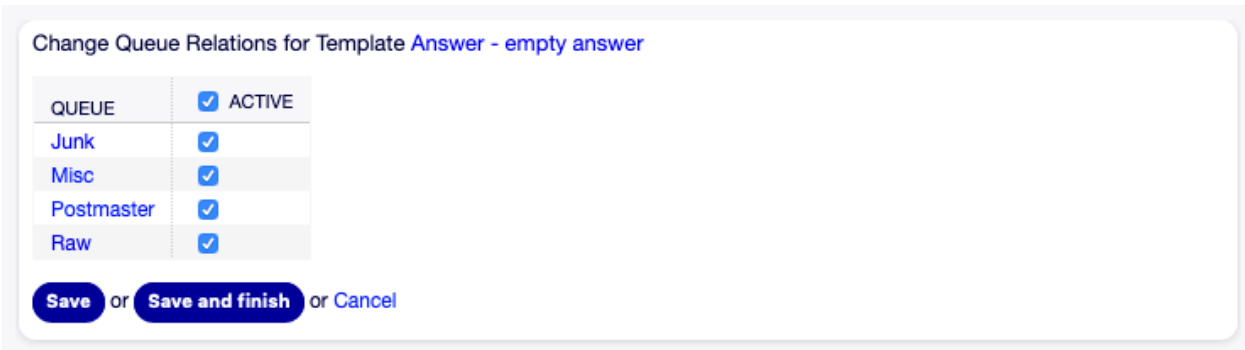 Change Queue Relations for Template Answer - empty answer
QUEUE ACTIVE
Junk
Misc
Postmaster
Raw
Save or Save and finish or Cancel